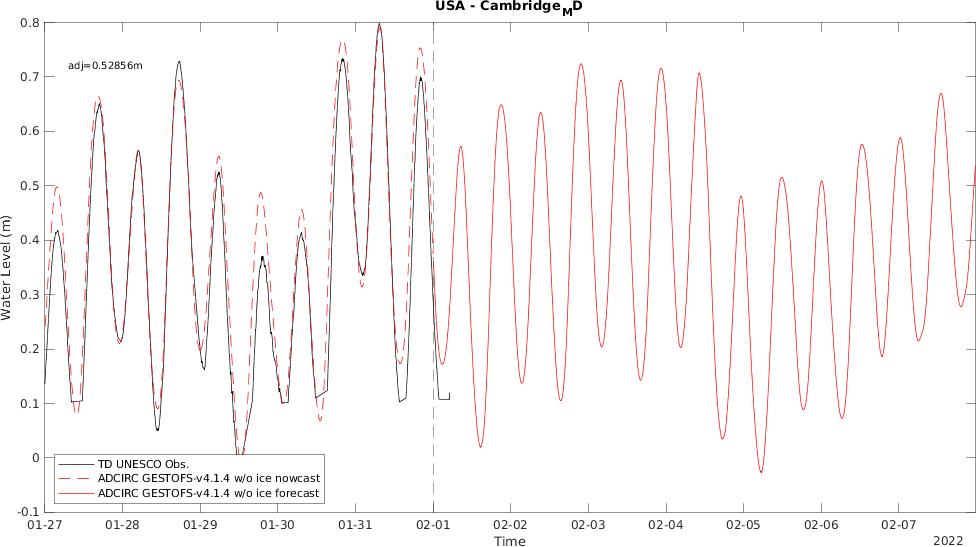 USA - Cambridge_MD
adj=0.52856m
0.8
0.7
0.6
0.5
0.4
0.3
0.2
0.1
0
-0.1
Water Level (m)
TD UNESCO Obs.
ADCIRC GESTOFS-v4.1.4 w/o ice nowcast
ADCIRC GESTOFS-v4.1.4 w/o ice forecast
01-27 01-28 01-29 01-30 01-31 02-01 02-02 02-03 02-04 02-05 02-06 02-07
Time
2022